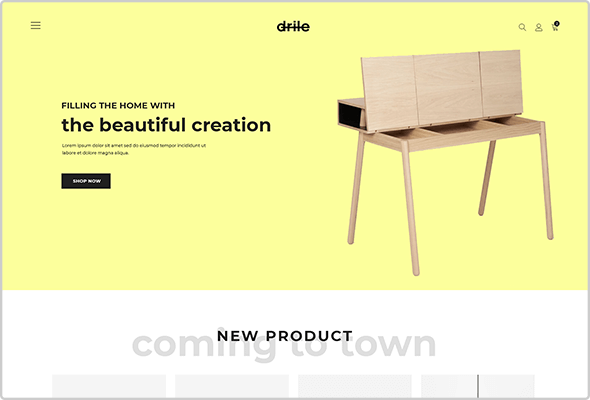 drile
FILLING THE HOME WITH
the beautiful creation
Lorem ipsum dolor sit amet sed do eiusmod tempor incididunt ut
labore et dolore magna aliqua.
SHOP NOW
coming to town
NEW PRODUCT